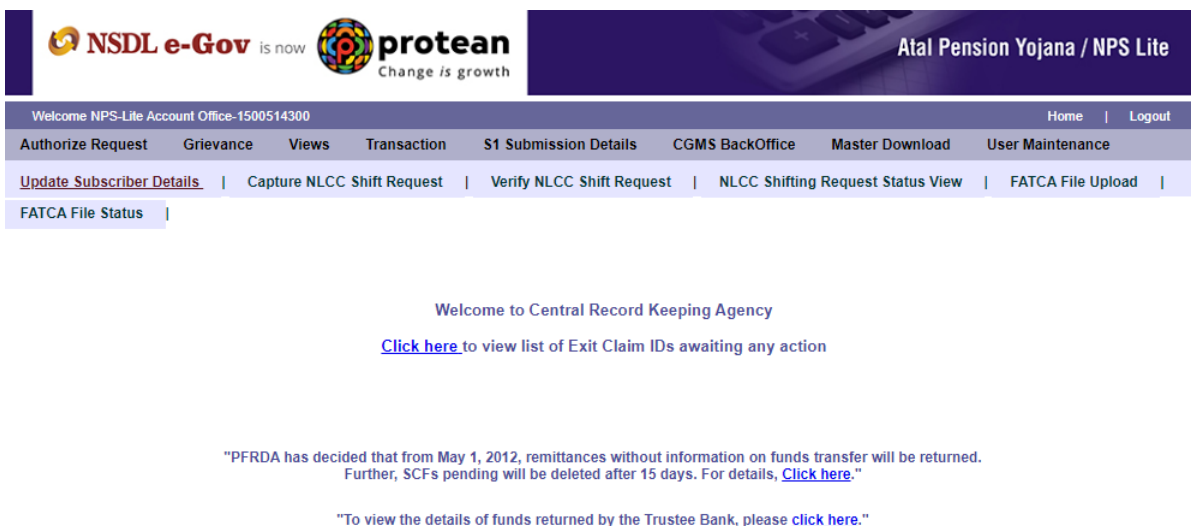 NSDL e-Gov is now protean
Change is growth
Atal Pension Yojana / NPS Lite
Welcome NPS-Lite Account Office-1500514300 Home | Logout
Authorize Request Grievance Views Transaction S1 Submission Details CGMS BackOffice Master Download User Maintenance
Update Subscriber Details | Capture NLCC Shift Request | Verify NLCC Shift Request | NLCC Shifting Request Status View | FATCA File Upload |
FATCA File Status |
Welcome to Central Record Keeping Agency
Click here to view list of Exit Claim IDs awaiting any action
"PFRDA has decided that from May 1, 2012, remittances without information on funds transfer will be returned.
Further, SCFs pending will be deleted after 15 days. For details, Click here."
"To view the details of funds returned by the Trustee Bank, please click here."